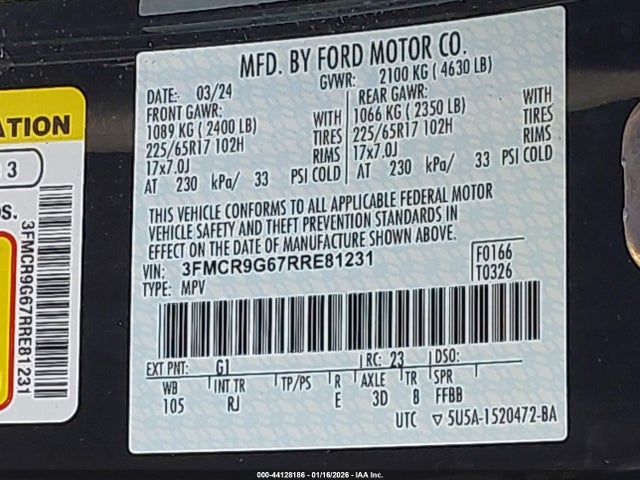 MFD. BY FORD MOTOR CO.
DATE: 03/24 GVWR: 2100 KG ( 4630 LB)
FRONT GAWR: REAR GAWR:
1089 KG ( 2400 LB) WITH 1066 KG ( 2350 LB) WITH
225/65R17 102H TIRES 225/65R17 102H TIRES
17x7.0J RIMS 17x7.0J RIMS
AT 230 kPa/ 33 PSI COLD AT 230 kPa/ 33 PSI COLD
THIS VEHICLE CONFORMS TO ALL APPLICABLE FEDERAL MOTOR
VEHICLE SAFETY AND THEFT PREVENTION STANDARDS IN
EFFECT ON THE DATE OF MANUFACTURE SHOWN ABOVE.
VIN: 3FMCR9G67RRE81231 F0166
TYPE: MPV T0326
EXT PNT: G1 RC: 23 DSO:
WB INT TR TP/PS R AXLE TR SPR
105 RJ E 3D 8 FFBB
UTC ▽ 5U5A-1520472-BA
ATION
3
OS.
3FMCR9G67RRE81231
000-44128186 - 01/16/2026 - IAA Inc.